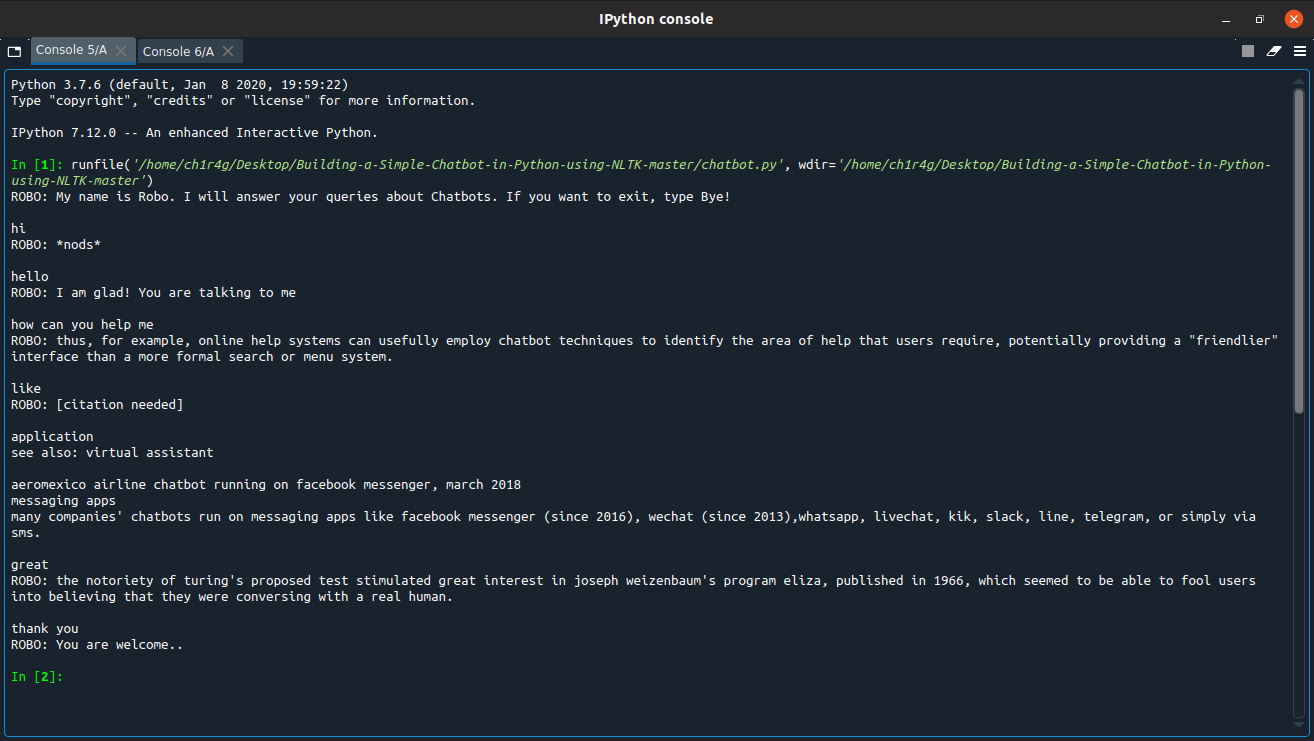 IPython console
Console 5/A
Console 6/A
Python 3.7.6 (default, Jan  8 2020, 19:59:22)
Type "copyright", "credits" or "license" for more information.
IPython 7.12.0 -- An enhanced Interactive Python.
In [1]: runfile('/home/ch1r4g/Desktop/Building-a-Simple-Chatbot-in-Python-using-NLTK-master/chatbot.py', wdir='/home/ch1r4g/Desktop/Building-a-Simple-Chatbot-in-Python-
using-NLTK-master')
ROBO: My name is Robo. I will answer your queries about Chatbots. If you want to exit, type Bye!
hi
ROBO: *nods*
hello
ROBO: I am glad! You are talking to me
how can you help me
ROBO: thus, for example, online help systems can usefully employ chatbot techniques to identify the area of help that users require, potentially providing a "friendlier"
interface than a more formal search or menu system.
like
ROBO: [citation needed]
application
see also: virtual assistant
aeromexico airline chatbot running on facebook messenger, march 2018
messaging apps
many companies' chatbots run on messaging apps like facebook messenger (since 2016), wechat (since 2013),whatsapp, livechat, kik, slack, line, telegram, or simply via
sms.
great
ROBO: the notoriety of turing's proposed test stimulated great interest in joseph weizenbaum's program eliza, published in 1966, which seemed to be able to fool users
into believing that they were conversing with a real human.
thank you
ROBO: You are welcome..
In [2]: